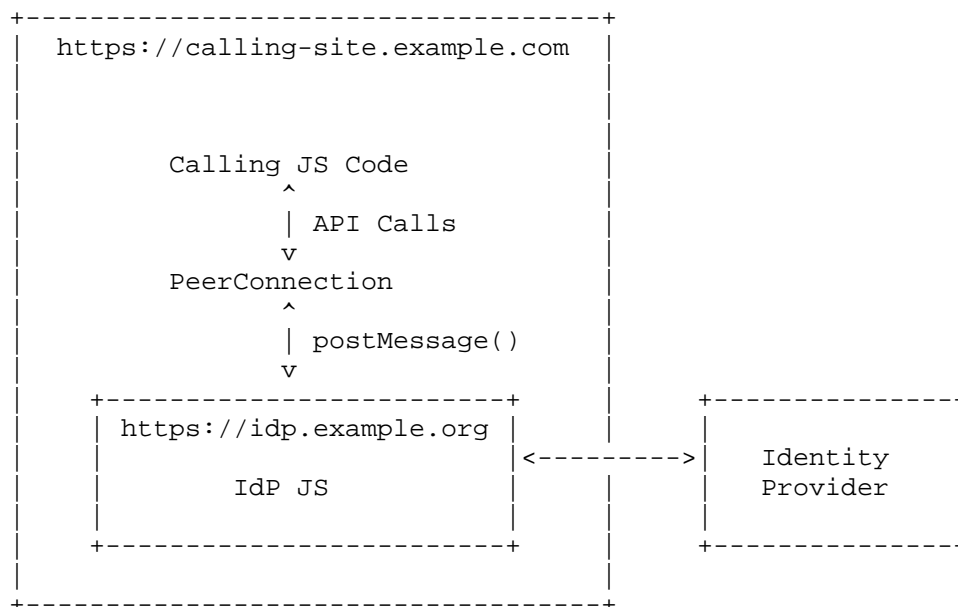 https://calling-site.example.com
Calling JS Code
API Calls
PeerConnection
postMessage()
https://idp.example.org
Identity
IdP JS Provider